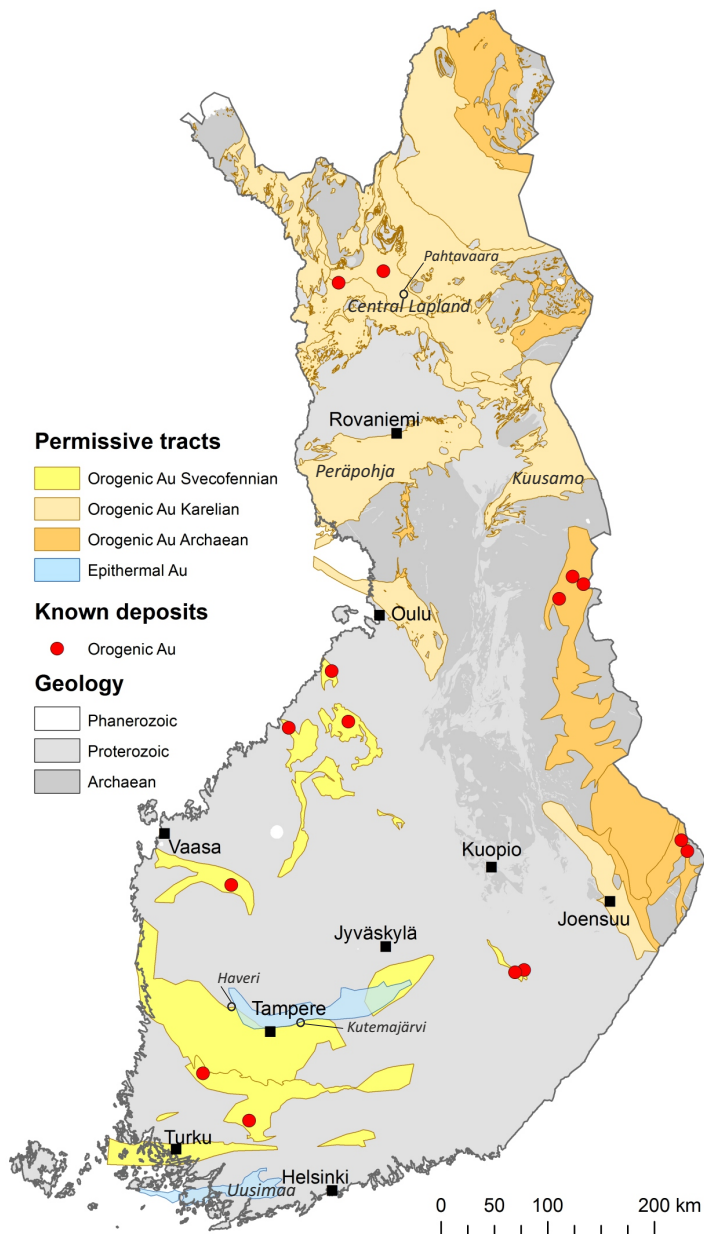 Pahtavaara
Central Lapland
Rovaniemi
Peräpohja
Kuusamo
Permissive tracts
Orogenic Au Svecofennian
Orogenic Au Karelian
Orogenic Au Archaean
Epithermal Au
Known deposits
Orogenic Au
Geology
Phanerozoic
Proterozoic
Archaean
Oulu
Vaasa
Kuopio
Joensuu
Jyväskylä
Haveri
Tampere
Kutemajärvi
Turku
Helsinki
Uusimaa
0 50 100 200 km